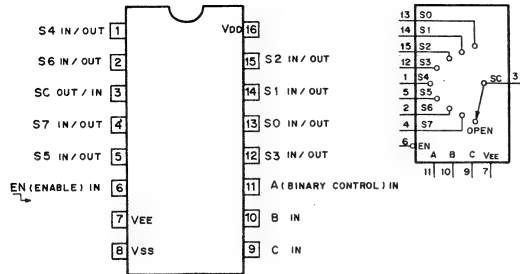 S4 IN/OUT 1
S6 IN/OUT 2
SC OUT/IN 3
S7 IN/OUT 4
S5 IN/OUT 5
EN (ENABLE) IN 6
7 VEE
8 VSS
VDD 16
15 S2 IN/OUT
14 S1 IN/OUT
13 S0 IN/OUT
12 S3 IN/OUT
11 A (BINARY CONTROL) IN
10 B IN
9 C IN
13 S0
14 S1
15 S2
12 S3
1 S4
5 S5
2 S6
4 S7
OPEN
SC 3
6 EN
A B C VEE
11 10 9 7